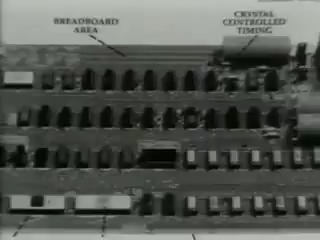 BREADBOARD
AREA
CRYSTAL
CONTROLLED
TIMING